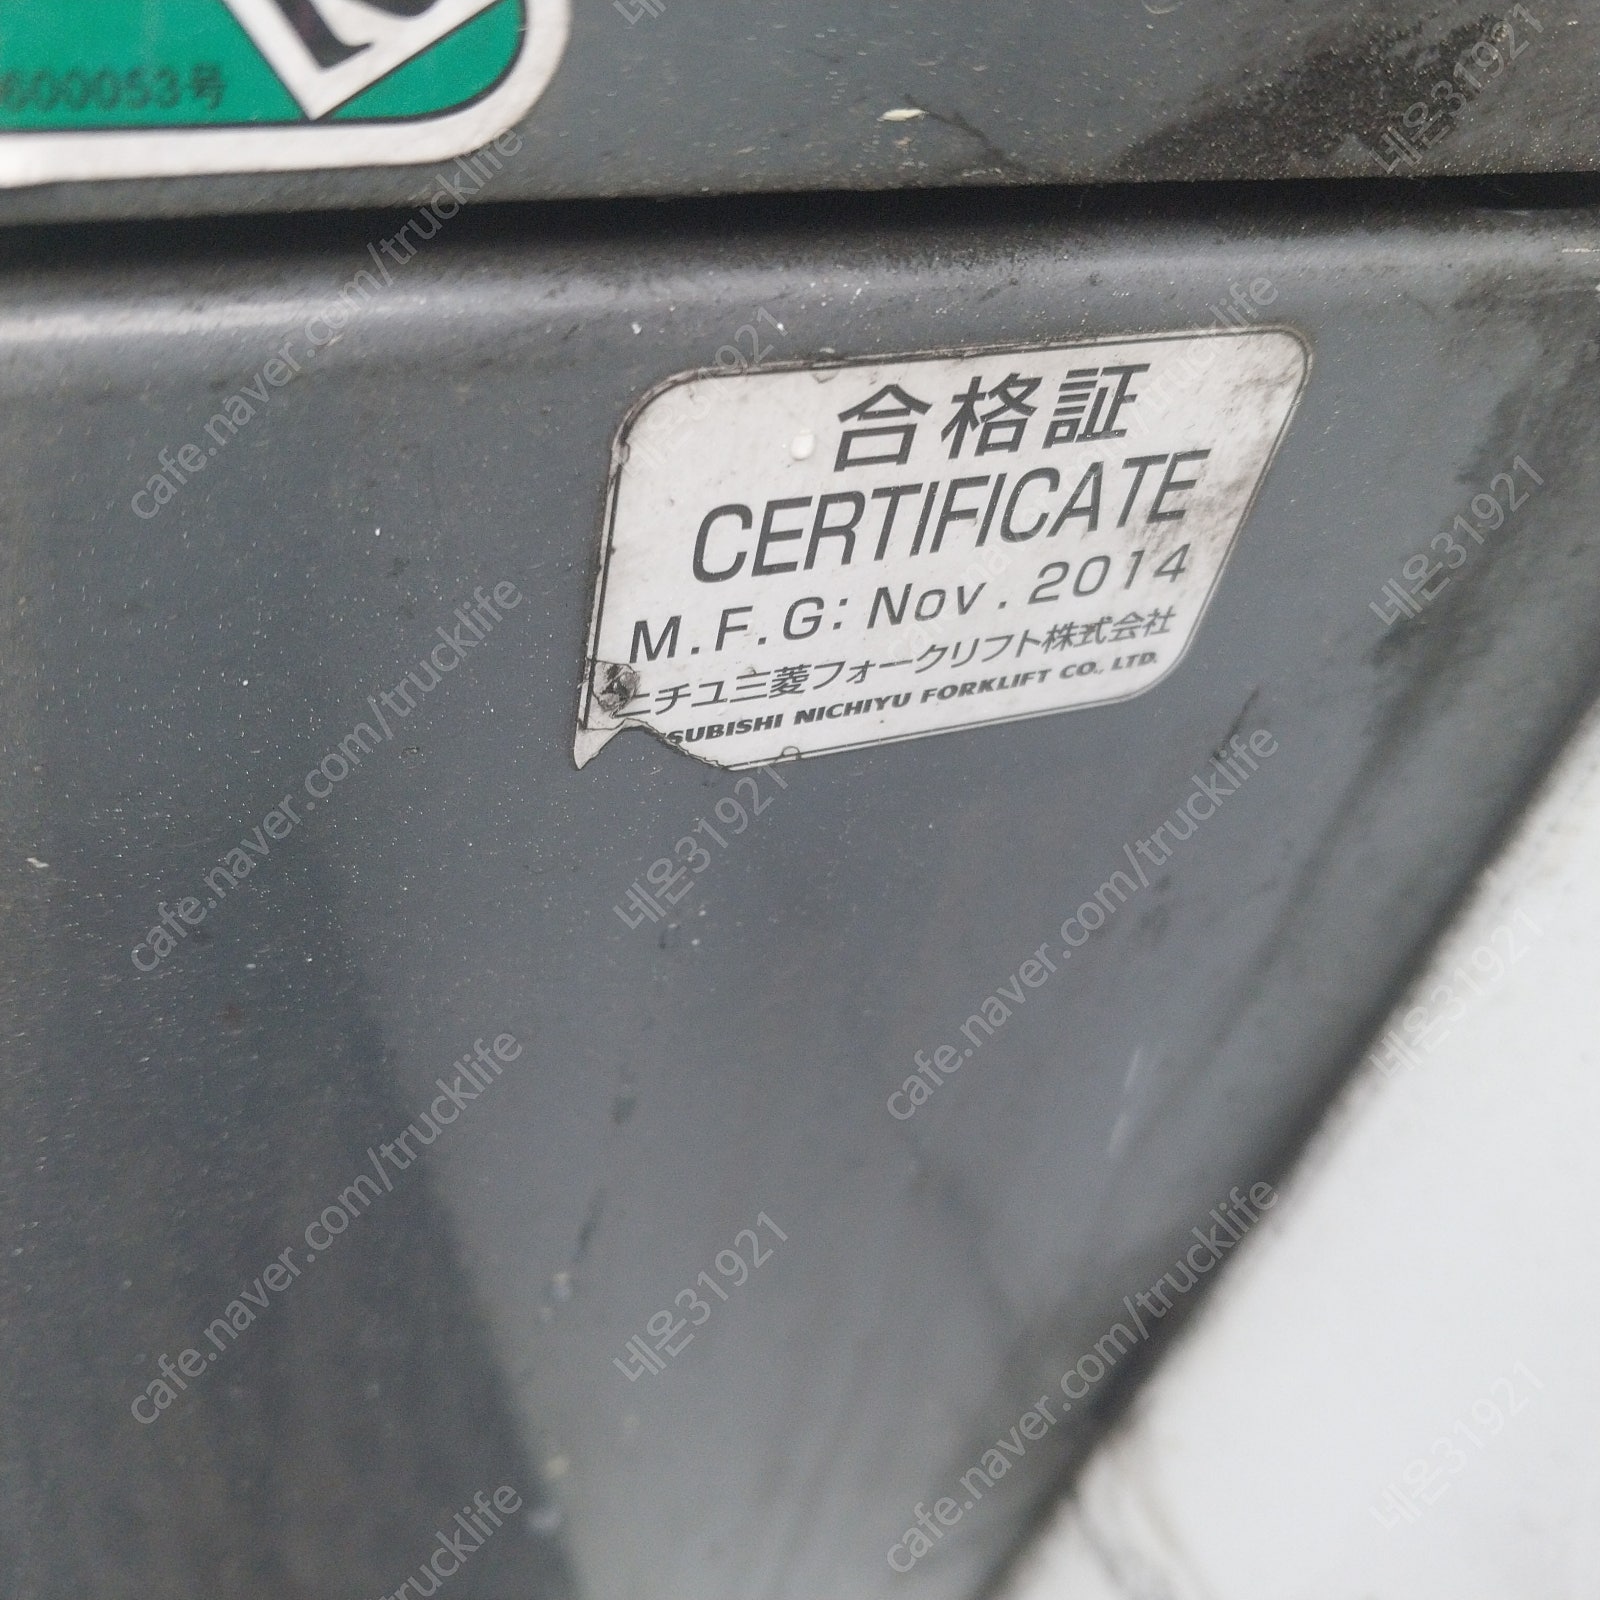 600053号
合格証
CERTIFICATE
M.F.G: Nov. 2014
ニチユ三菱フォークリフト株式会社
NICHIYU FORKLIFT CO., LTD.
cafe.naver.com/trucklife
네온31921